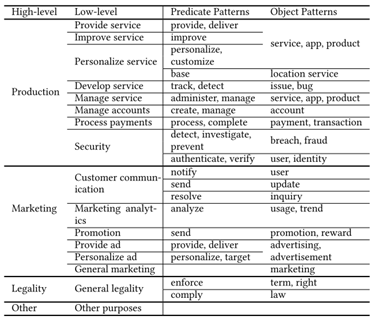 High-level Low-level Predicate Patterns Object Patterns
Provide service provide, deliver
Improve service improve service, app, product
Personalize service personalize,
customize
base location service
Production Develop service track, detect issue, bug
Manage service administer, manage service, app, product
Manage accounts create, manage account
Process payments process, complete payment, transaction
Security detect, investigate,
prevent breach, fraud
authenticate, verify user, identity
Customer commun-
ication notify user
send update
resolve inquiry
Marketing Marketing analyt-
ics analyze usage, trend
Promotion send promotion, reward
Provide ad provide, deliver advertising,
Personalize ad personalize, target advertisement
General marketing marketing
Legality General legality enforce term, right
comply law
Other Other purposes